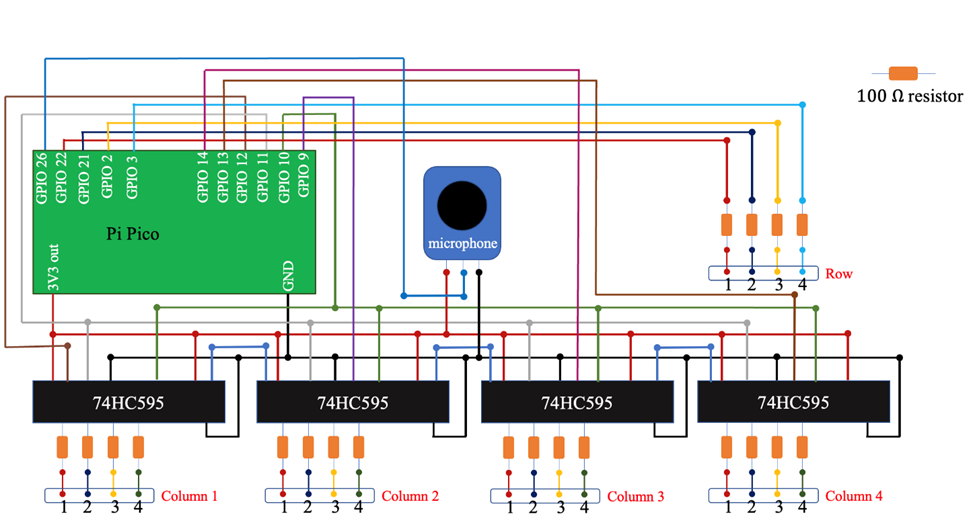 100 Ω resistor
GPIO 26
GPIO 22
GPIO 21
GPIO 2
GPIO 3
GPIO 14
GPIO 13
GPIO 12
GPIO 11
GPIO 10
GPIO 9
Pi Pico
3V3 out
GND
microphone
Row
1 2 3 4
74HC595
74HC595
74HC595
74HC595
Column 1
1 2 3 4
Column 2
1 2 3 4
Column 3
1 2 3 4
Column 4
1 2 3 4